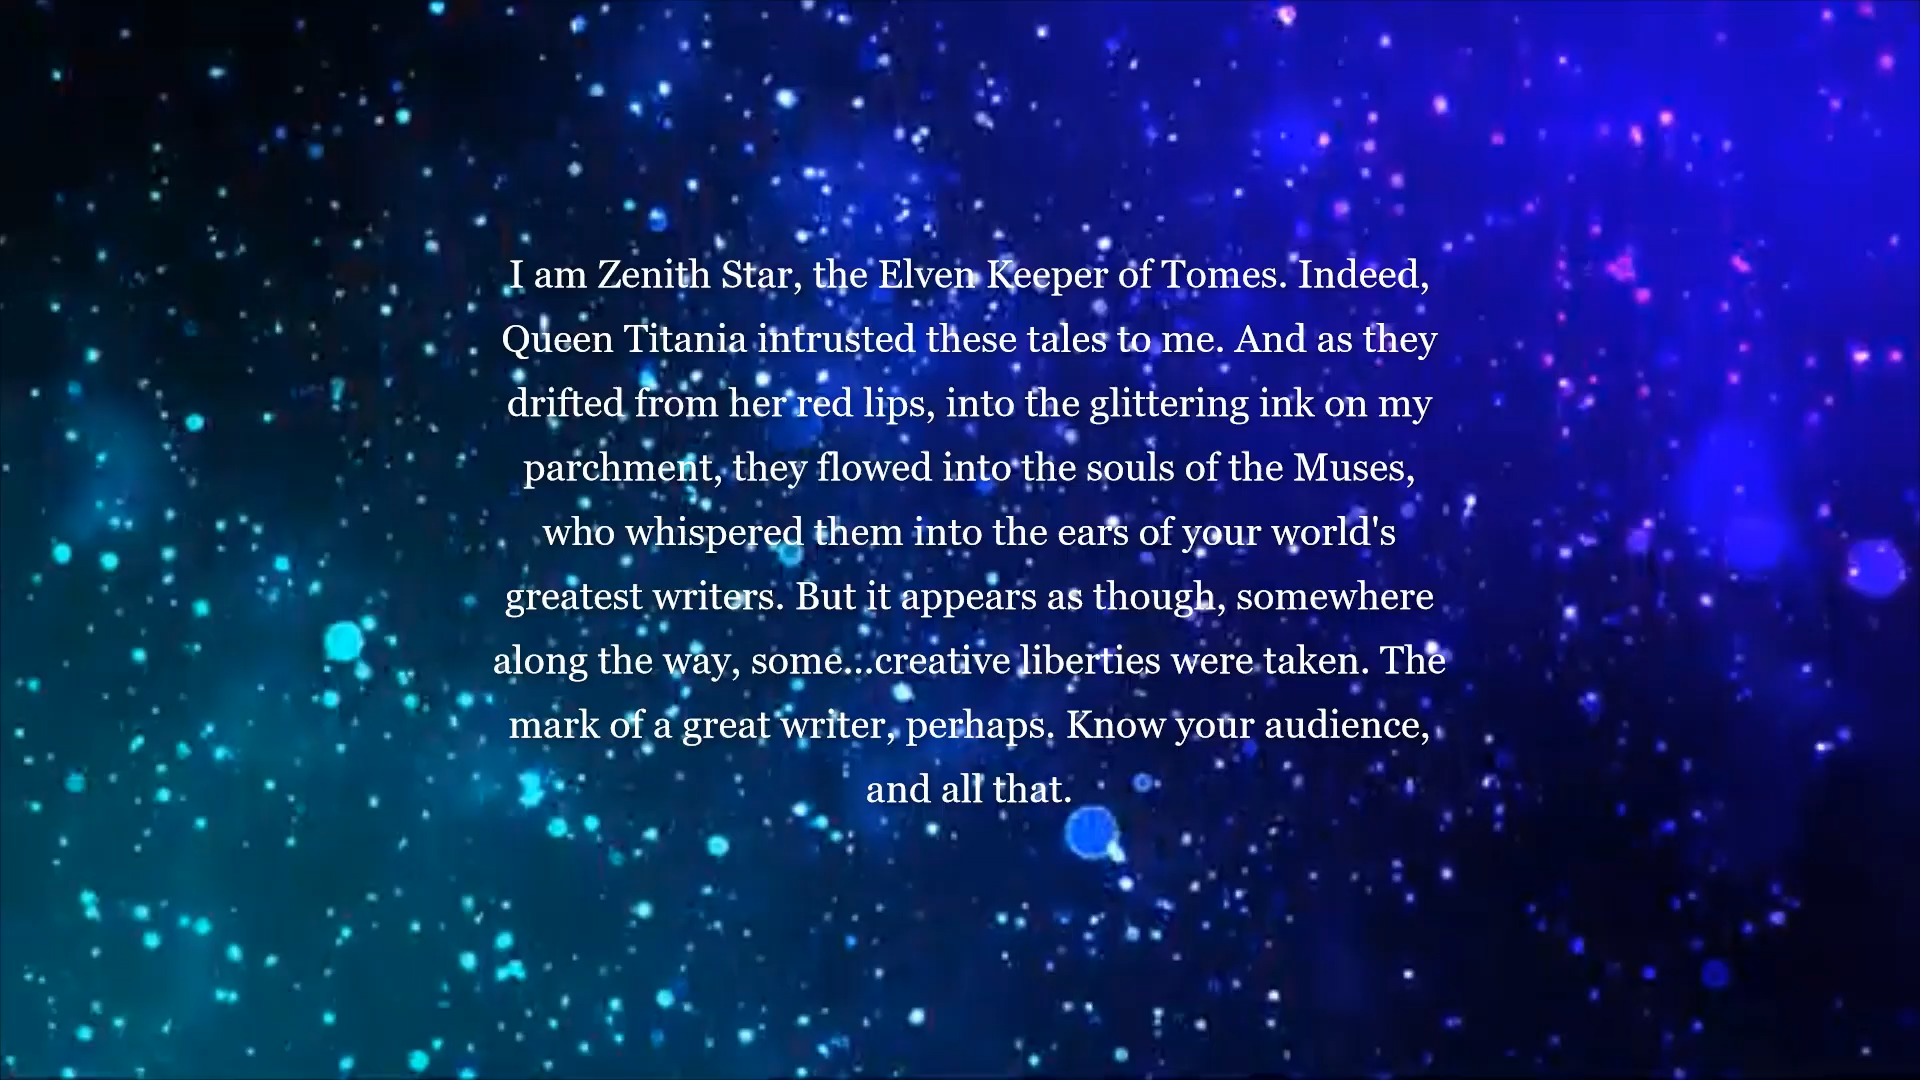 I am Zenith Star, the Elven Keeper of Tomes. Indeed,
Queen Titania intrusted these tales to me. And as they
drifted from her red lips, into the glittering ink on my
parchment, they flowed into the souls of the Muses,
who whispered them into the ears of your world's
greatest writers. But it appears as though, somewhere
along the way, some...creative liberties were taken. The
mark of a great writer, perhaps. Know your audience,
and all that.